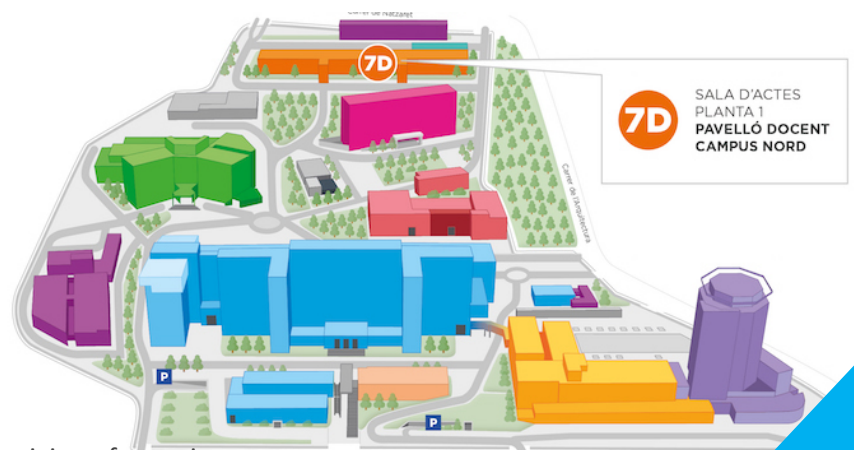 Carrer de Natzaret
7D
7D
SALA D'ACTES
PLANTA 1
PAVELLÓ DOCENT
CAMPUS NORD
Carrer de l'Arquitectura
P
P